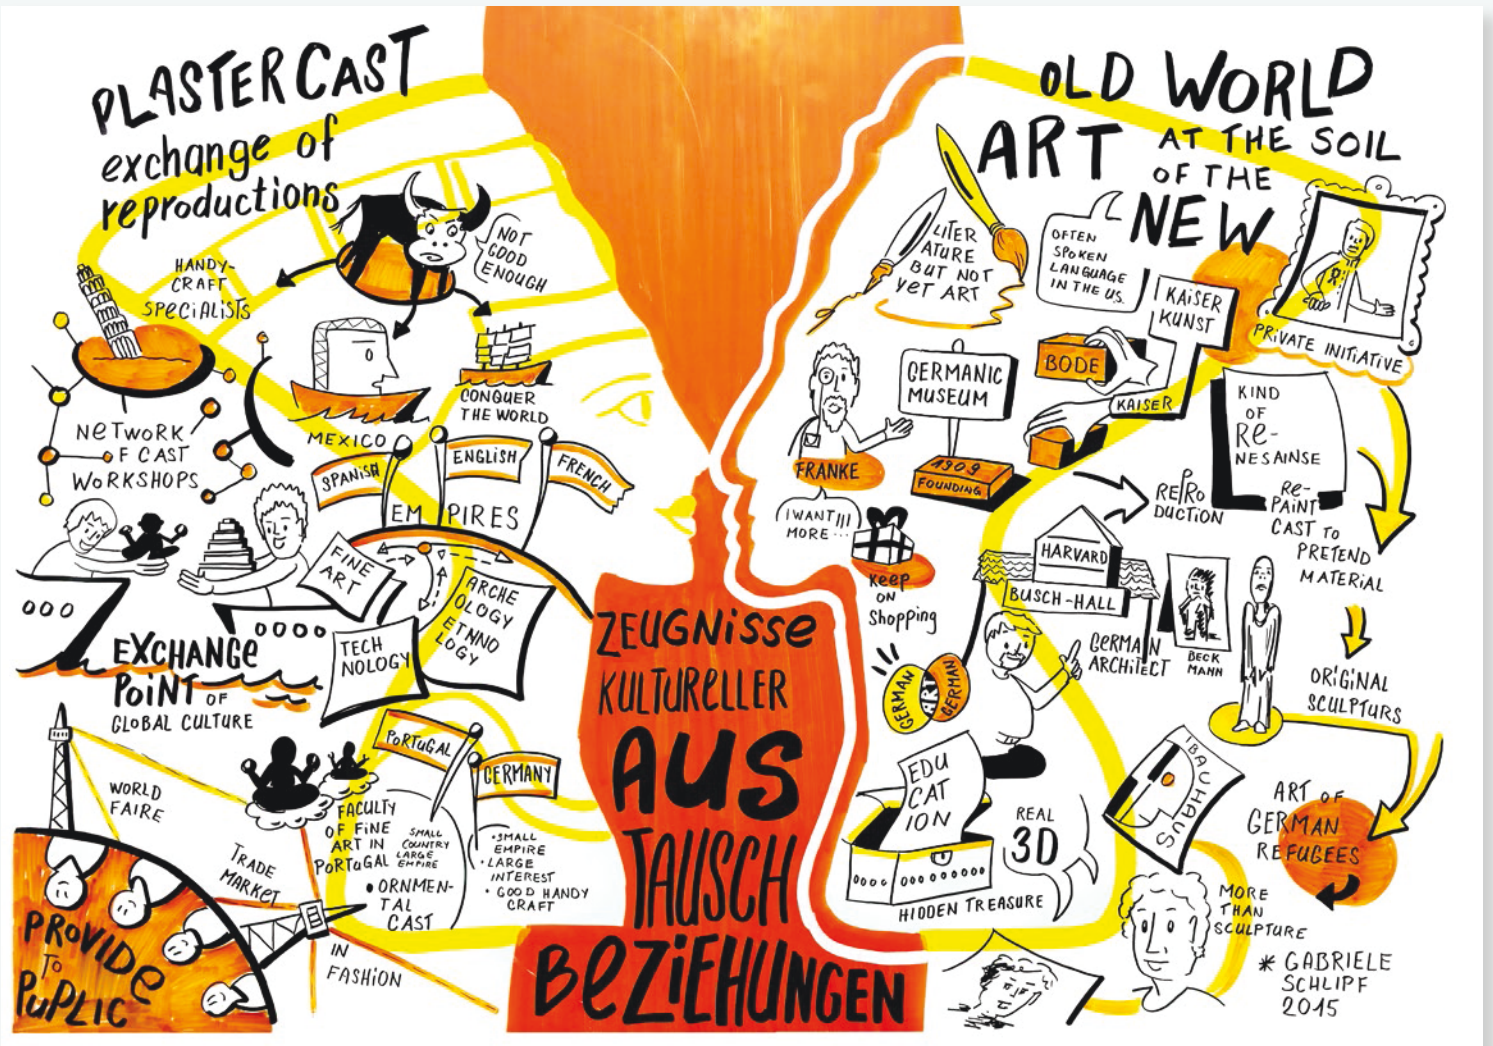 PLASTER CAST
exchange of
reproductions
HANDY-
CRAFT
SPECIALISTS
NOT
GOOD
ENOUGH
NETWORK
OF CAST
WORKSHOPS
MEXICO
CONQUER
THE WORLD
SPANISH
ENGLISH
FRENCH
EMPIRES
FINE
ART
ARCHE
OLOGY
ETNNO
LOGY
TECH
NOLOGY
EXCHANGE
POINT OF
GLOBAL CULTURE
WORLD
FAIRE
PORTUGAL
GERMANY
FACULTY
OF FINE
ART IN
PORTUGAL
SMALL
COUNTRY
LARGE
EMPIRE
• ORNMEN-
TAL
CAST
• SMALL
EMPIRE
• LARGE
INTEREST
• GOOD HANDY
CRAFT
TRADE
MARKET
IN
FASHION
PROVIDE
TO
PUPLIC
ZEUGNISSE
KULTURELLER
AUS
TAUSCH
BEZIEHUNGEN
OLD WORLD
ART AT THE SOIL
OF THE
NEW
LITER
ATURE
BUT NOT
YET ART
OFTEN
SPOKEN
LANGUAGE
IN THE US.
KAISER
KUNST
PRIVATE INITIATIVE
BODE
KAISER
GERMANIC
MUSEUM
1909
FOUNDING
FRANKE
I WANT!!!
MORE...
Keep
on
Shopping
KIND
OF
RE-
NESAINSE
REPRO
DUCTION
RE-
PAINT
CAST TO
PRETEND
MATERIAL
HARVARD
BUSCH-HALL
GERMAN
ARCHITECT
BECK
MANN
ORIGINAL
SCULPTURS
GERMAN
ART
GERMAN
EDU
CAT
ION
REAL
3D
HIDDEN TREASURE
BAUHAUS
ART OF
GERMAN
REFUGEES
MORE
THAN
SCULPTURE
* GABRIELE
SCHLIPF
2015